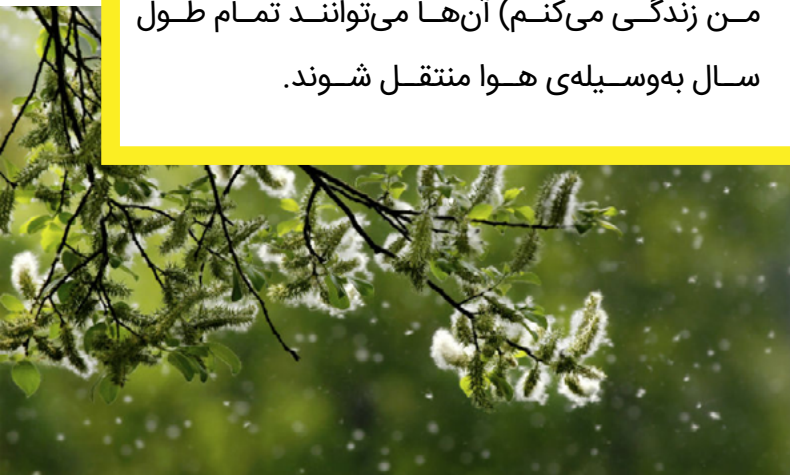 من زندگی می‌کنم) آن‌ها می‌توانند تمام طول
سال به‌وسیله‌ی هوا منتقل شوند.